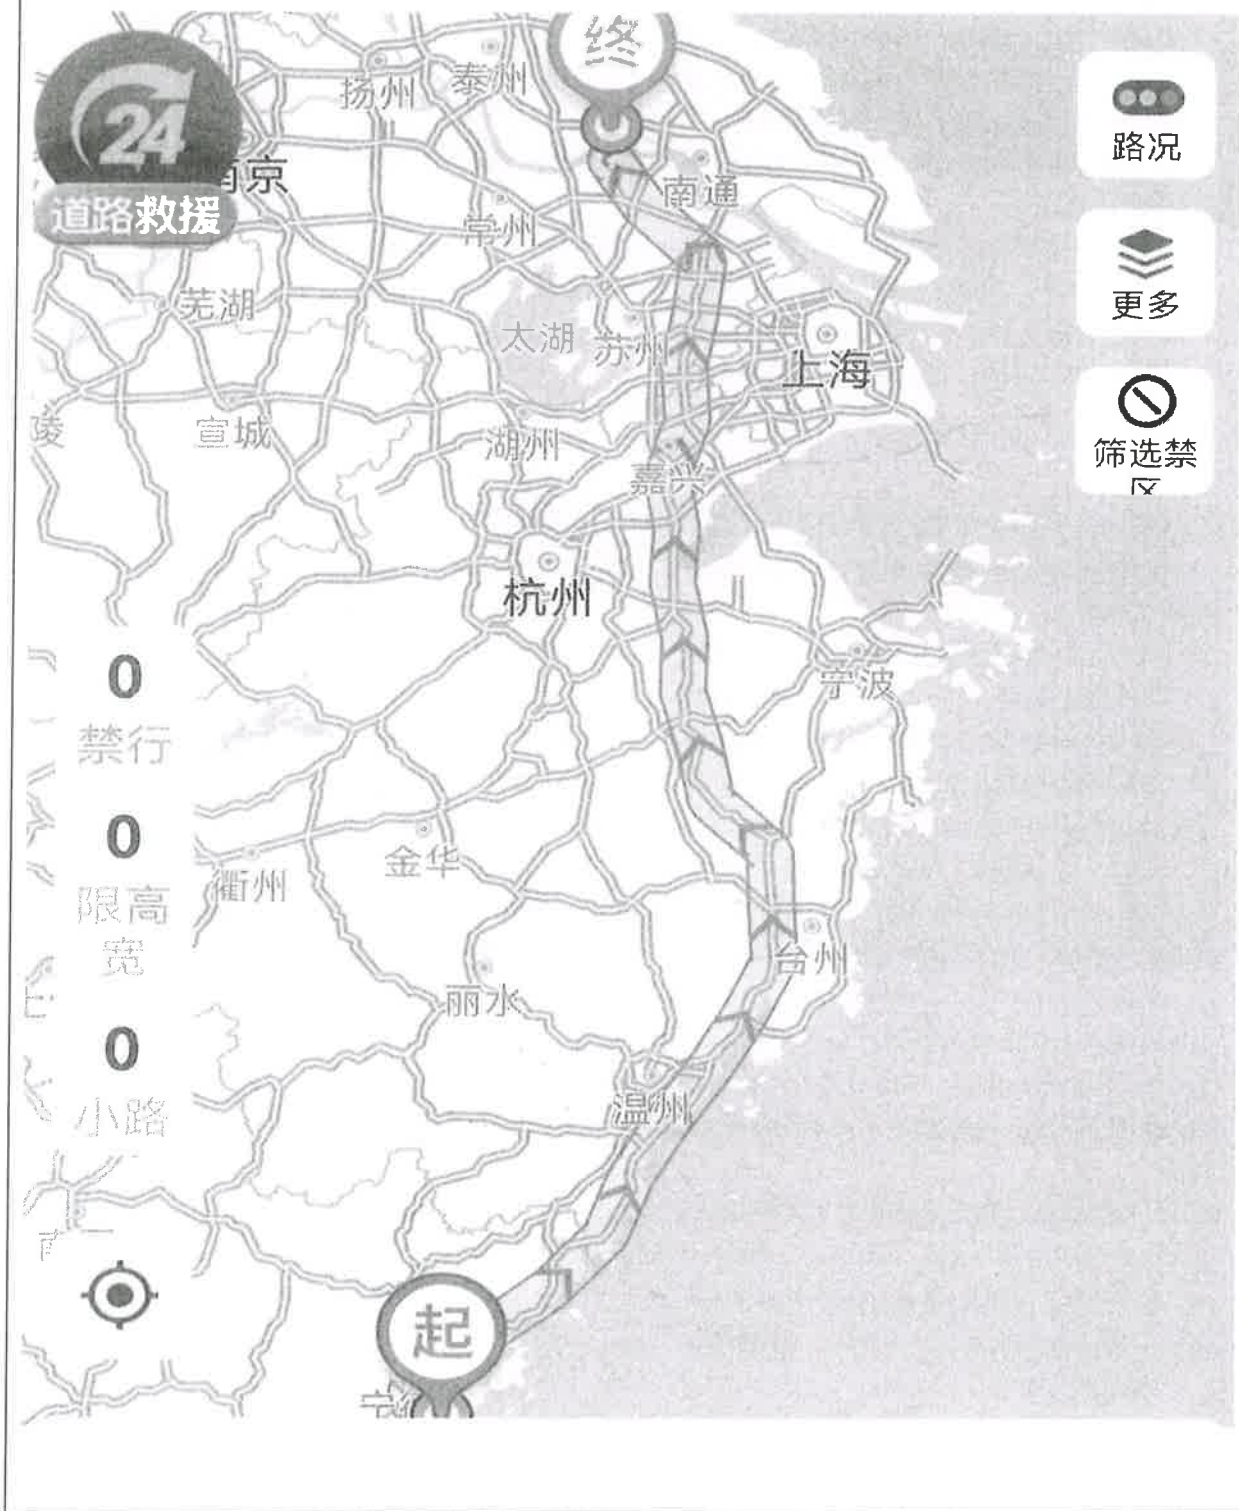 终
扬州
泰州
24
南京
道路救援
路况
南通
常州
更多
芜湖
太湖
苏州
上海
陵
宣城
湖州
嘉兴
筛选禁
区
杭州
0
禁行
宁波
0
限高
宽
金华
衢州
台州
丽水
0
小路
温州
起